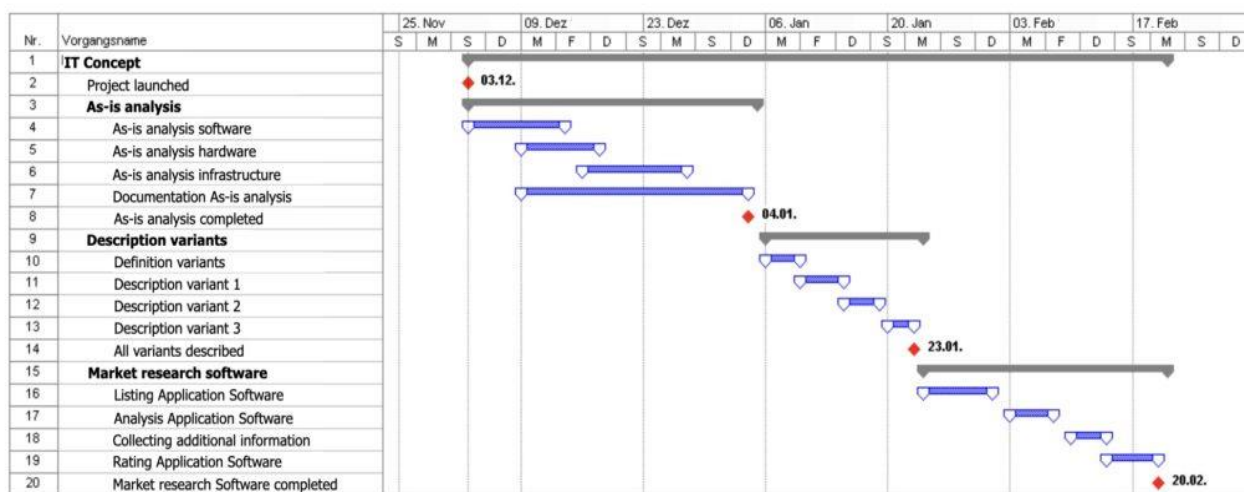 25. Nov 09. Dez 23. Dez 06. Jan 20. Jan 03. Feb 17. Feb
Nr. Vorgangsname S M S D M F D S M S D M F D S M S D M F D S M S D
1 IT Concept
2 Project launched 03.12.
3 As-is analysis
4 As-is analysis software
5 As-is analysis hardware
6 As-is analysis infrastructure
7 Documentation As-is analysis
8 As-is analysis completed 04.01.
9 Description variants
10 Definition variants
11 Description variant 1
12 Description variant 2
13 Description variant 3
14 All variants described 23.01.
15 Market research software
16 Listing Application Software
17 Analysis Application Software
18 Collecting additional information
19 Rating Application Software
20 Market research Software completed 20.02.